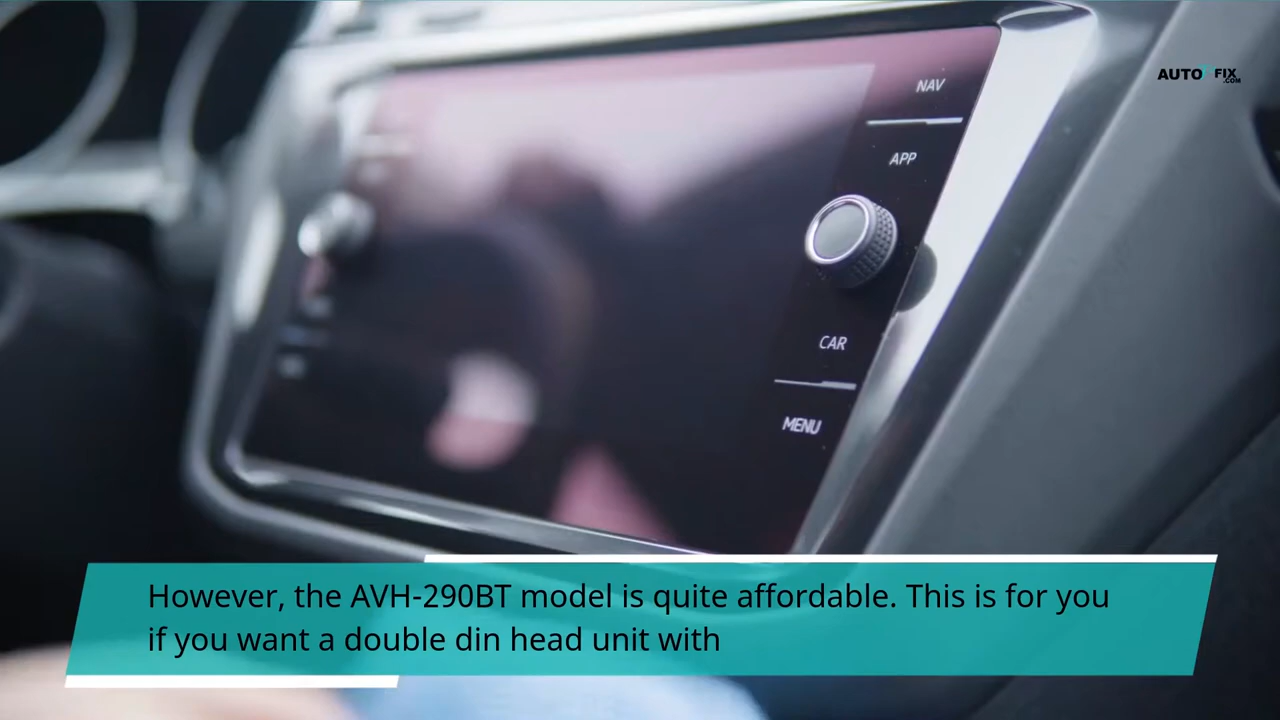 AUTO FIX
.COM
NAV
APP
CAR
MENU
However, the AVH-290BT model is quite affordable. This is for you
if you want a double din head unit with